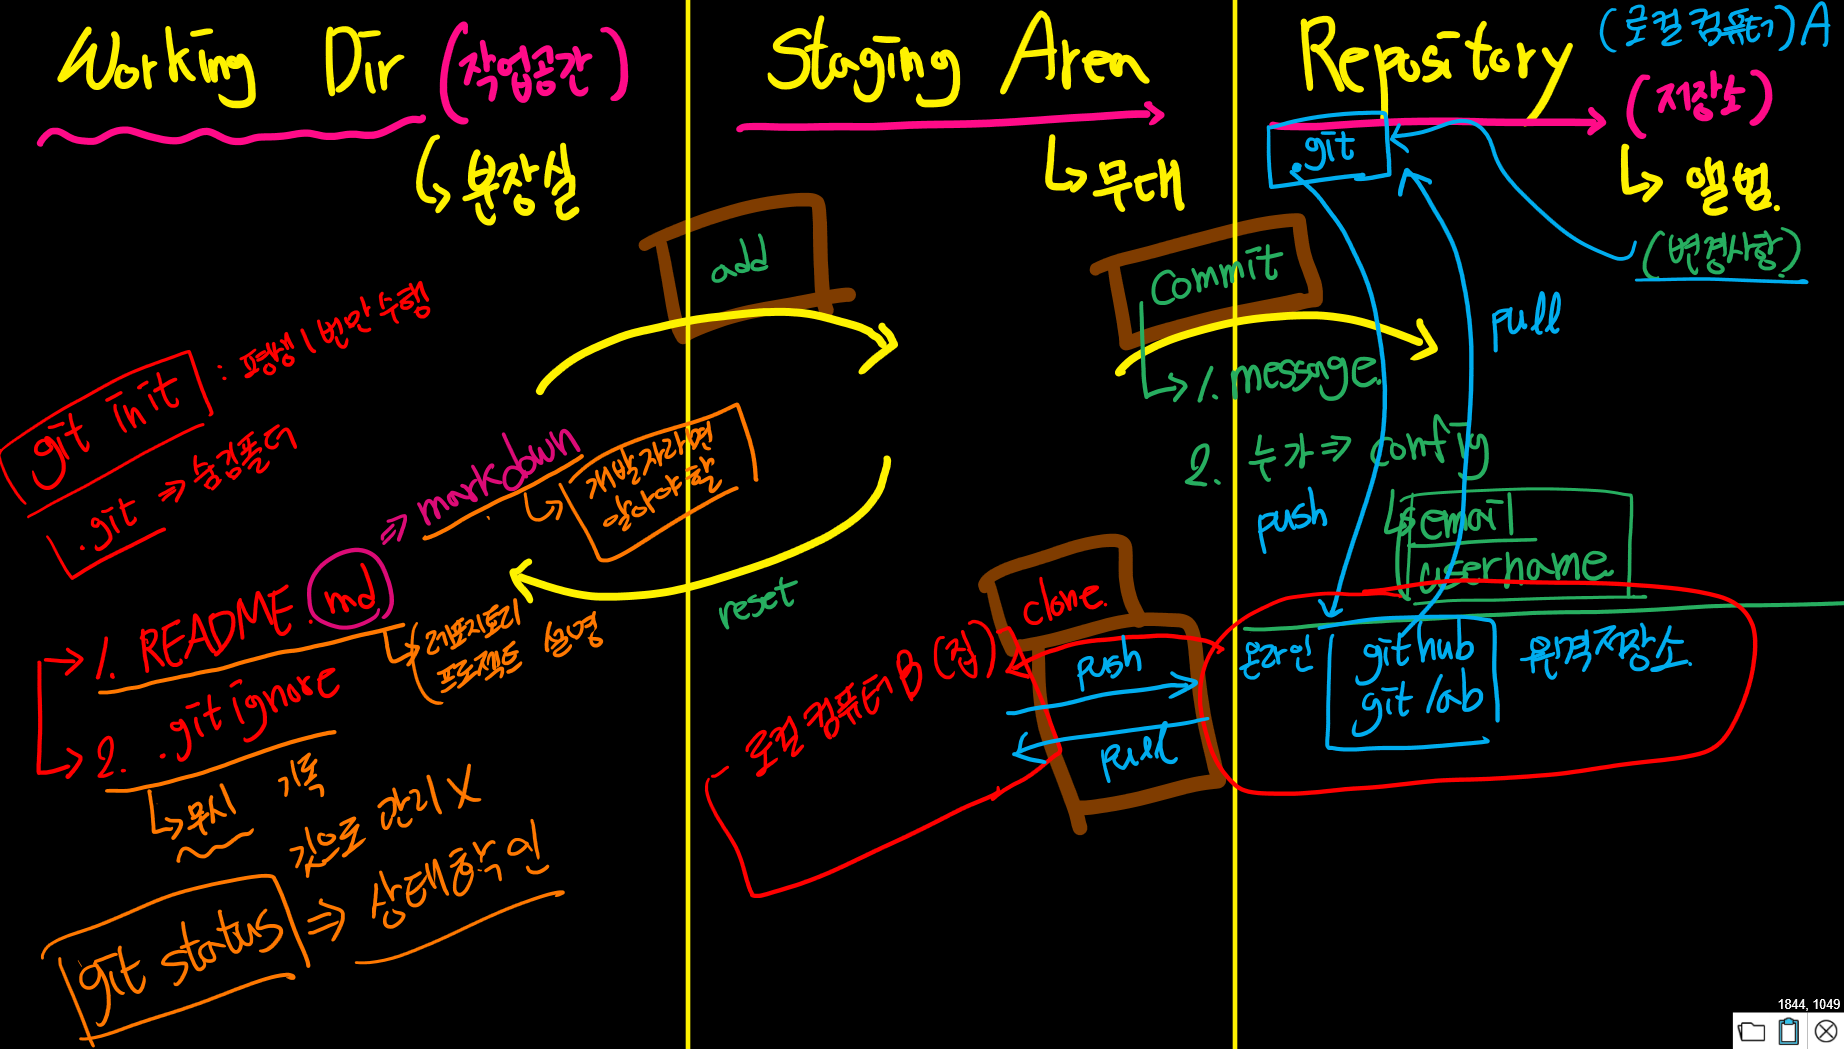 Working Dir (작업공간)
↳ 분장실
Staging Area
↳ 무대
Repository
(로컬 컴퓨터) A
(저장소)
↳ 앨범.
.git
(변경사항)
add
commit
↳ 1. message.
2. 누가 ⇒ config
↳ email
username
pull
push
git init : 평생 1번만 수행
.git ⇒ 숨김폴더
⇒ markdown
↳ 개발자라면
알아야할
reset
1. README.md
↳ 레포지토리
프로젝트 설명
2. .gitignore
↳ 무시 기록
깃으로 관리 X
git status ⇒ 상태확인
clone.
- 로컬 컴퓨터 B (집)
push
pull
온라인
github
git lab
원격저장소.
1844, 1049